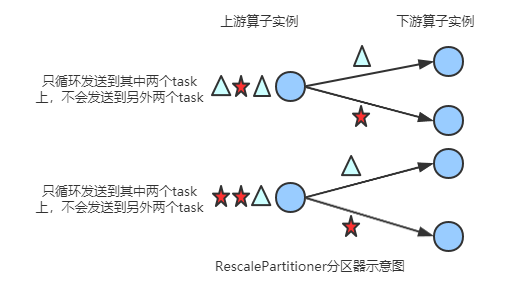 上游算子实例
下游算子实例
只循环发送到其中两个task
上，不会发送到另外两个task
只循环发送到其中两个task
上，不会发送到另外两个task
RescalePartitioner分区器示意图